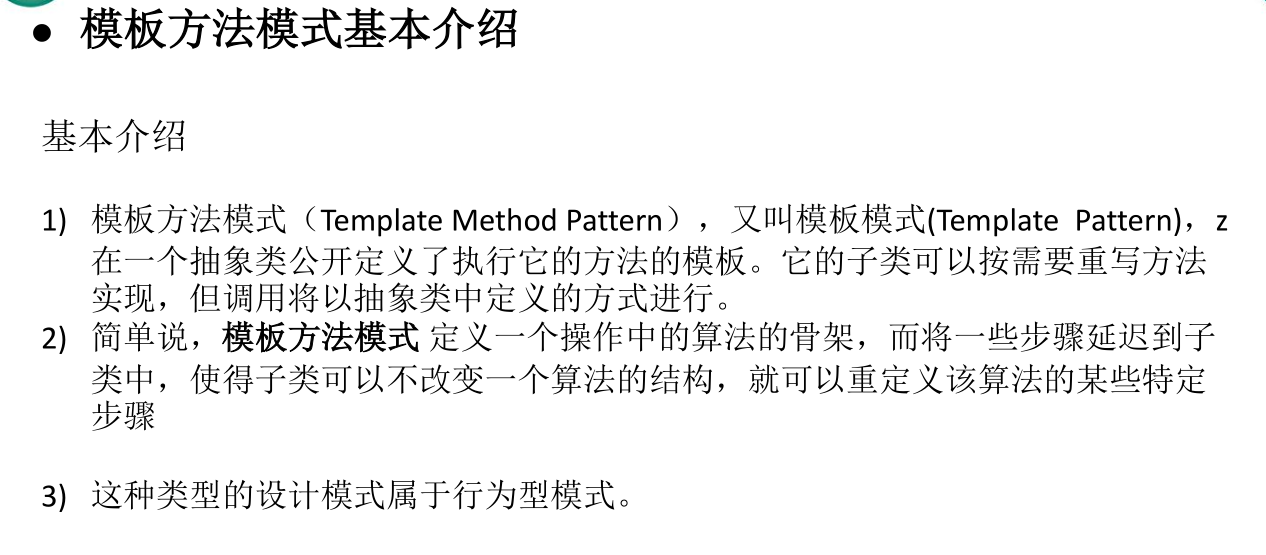 ● 模板方法模式基本介绍
基本介绍
1) 模板方法模式（Template Method Pattern），又叫模板模式(Template Pattern)，z
在一个抽象类公开定义了执行它的方法的模板。它的子类可以按需要重写方法
实现，但调用将以抽象类中定义的方式进行。
2) 简单说，模板方法模式 定义一个操作中的算法的骨架，而将一些步骤延迟到子
类中，使得子类可以不改变一个算法的结构，就可以重定义该算法的某些特定
步骤
3) 这种类型的设计模式属于行为型模式。